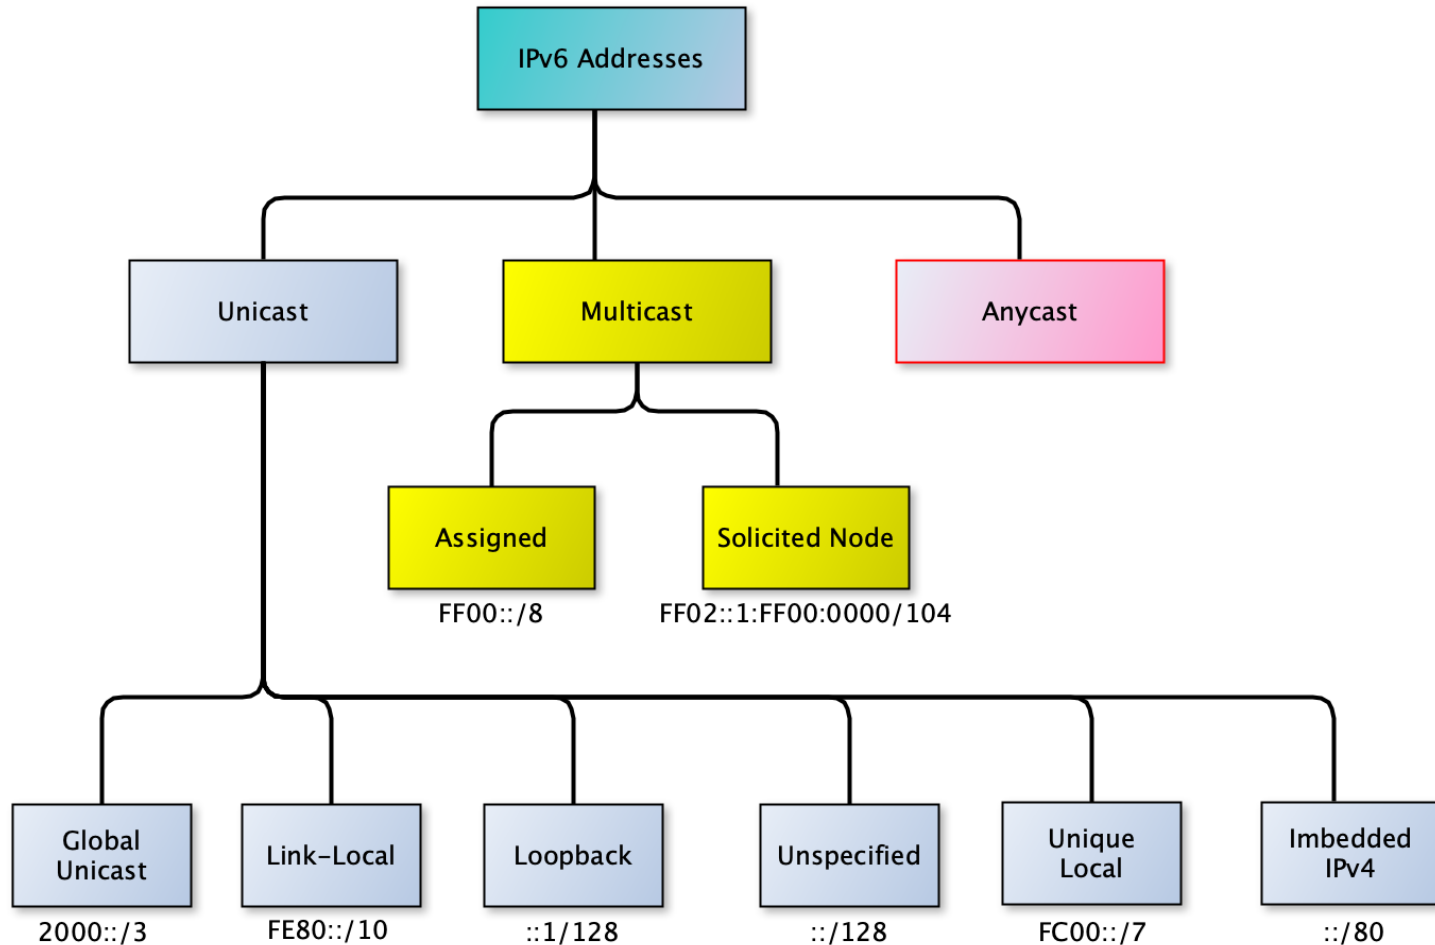 IPv6 Addresses
Unicast
Multicast
Anycast
Assigned
Solicited Node
FF00::/8
FF02::1:FF00:0000/104
Global
Unicast
Link-Local
Loopback
Unspecified
Unique
Local
Imbedded
IPv4
2000::/3
FE80::/10
::1/128
::/128
FC00::/7
::/80